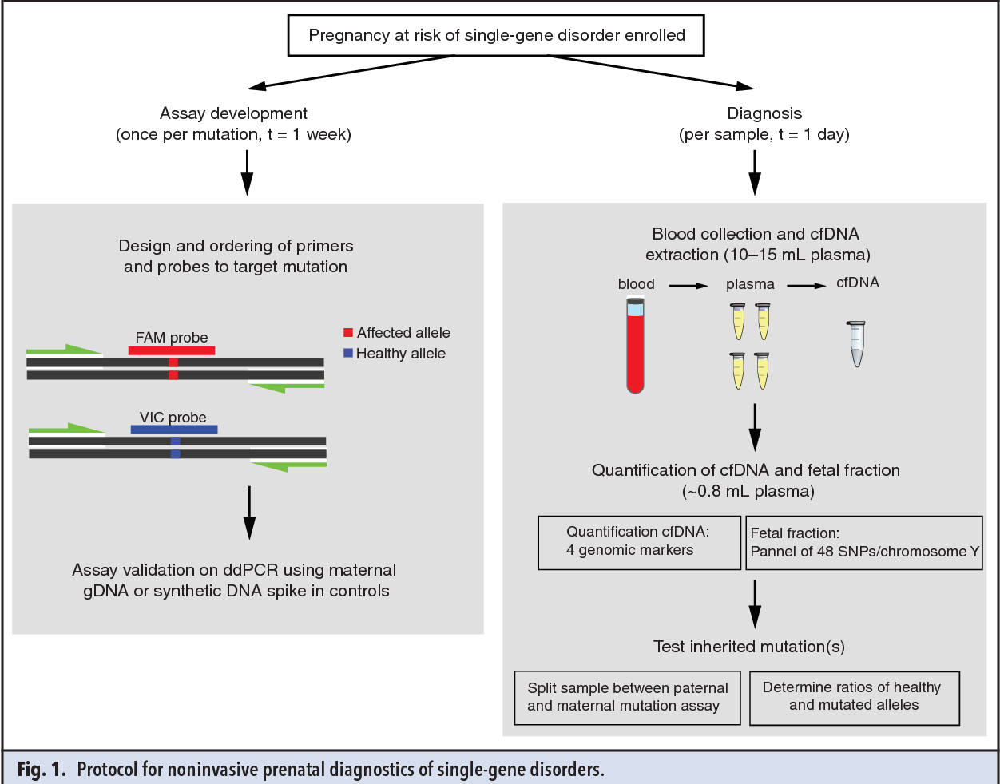 Pregnancy at risk of single-gene disorder enrolled
Assay development
(once per mutation, t = 1 week)
Design and ordering of primers
and probes to target mutation
FAM probe
Affected allele
Healthy allele
VIC probe
Assay validation on ddPCR using maternal
gDNA or synthetic DNA spike in controls
Diagnosis
(per sample, t = 1 day)
Blood collection and cfDNA
extraction (10–15 mL plasma)
blood
plasma
cfDNA
Quantification of cfDNA and fetal fraction
(~0.8 mL plasma)
Quantification cfDNA:
4 genomic markers
Fetal fraction:
Pannel of 48 SNPs/chromosome Y
Test inherited mutation(s)
Split sample between paternal
and maternal mutation assay
Determine ratios of healthy
and mutated alleles
Fig. 1. Protocol for noninvasive prenatal diagnostics of single-gene disorders.